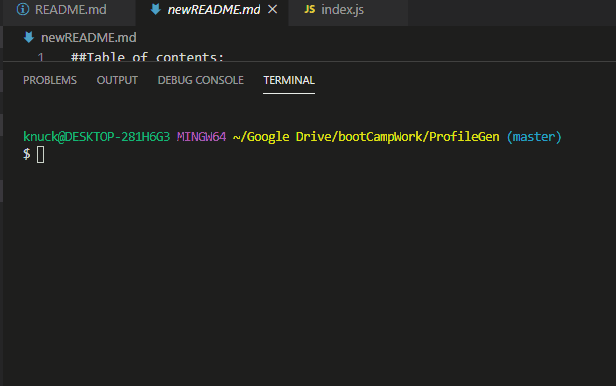 README.md newREADME.md JS index.js
newREADME.md
1 ##Table of contents:
PROBLEMS OUTPUT DEBUG CONSOLE TERMINAL
knuck@DESKTOP-281H6G3 MINGW64 ~/Google Drive/bootCampWork/ProfileGen (master)
$